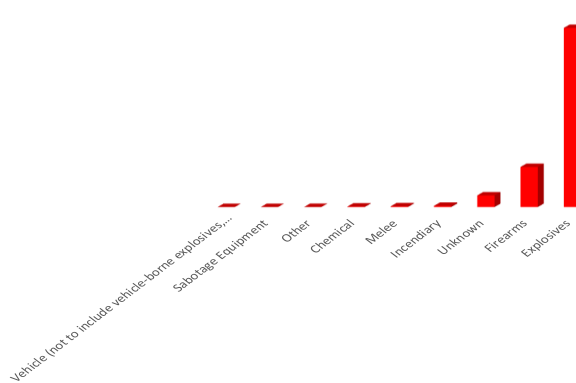 Vehicle (not to include vehicle-borne explosives,...
Sabotage Equipment
Other
Chemical
Melee
Incendiary
Unknown
Firearms
Explosives